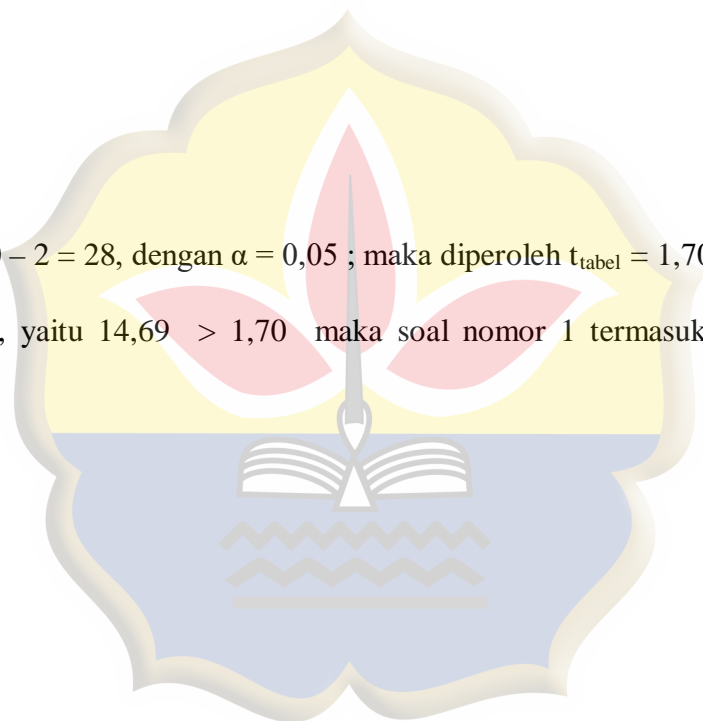 – 2 = 28, dengan α = 0,05 ; maka diperoleh t_tabel = 1,70
, yaitu 14,69 > 1,70 maka soal nomor 1 termasuk